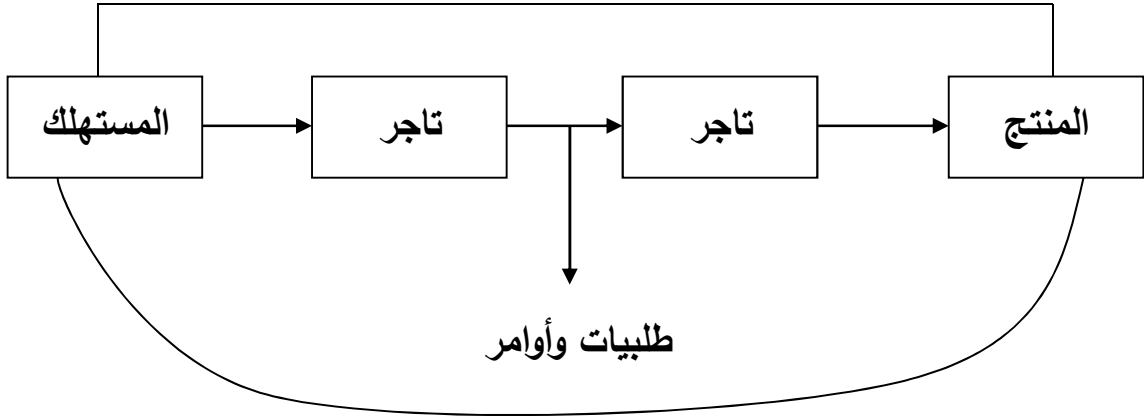 المنتج
تاجر
تاجر
المستهلك
طلبيات وأوامر